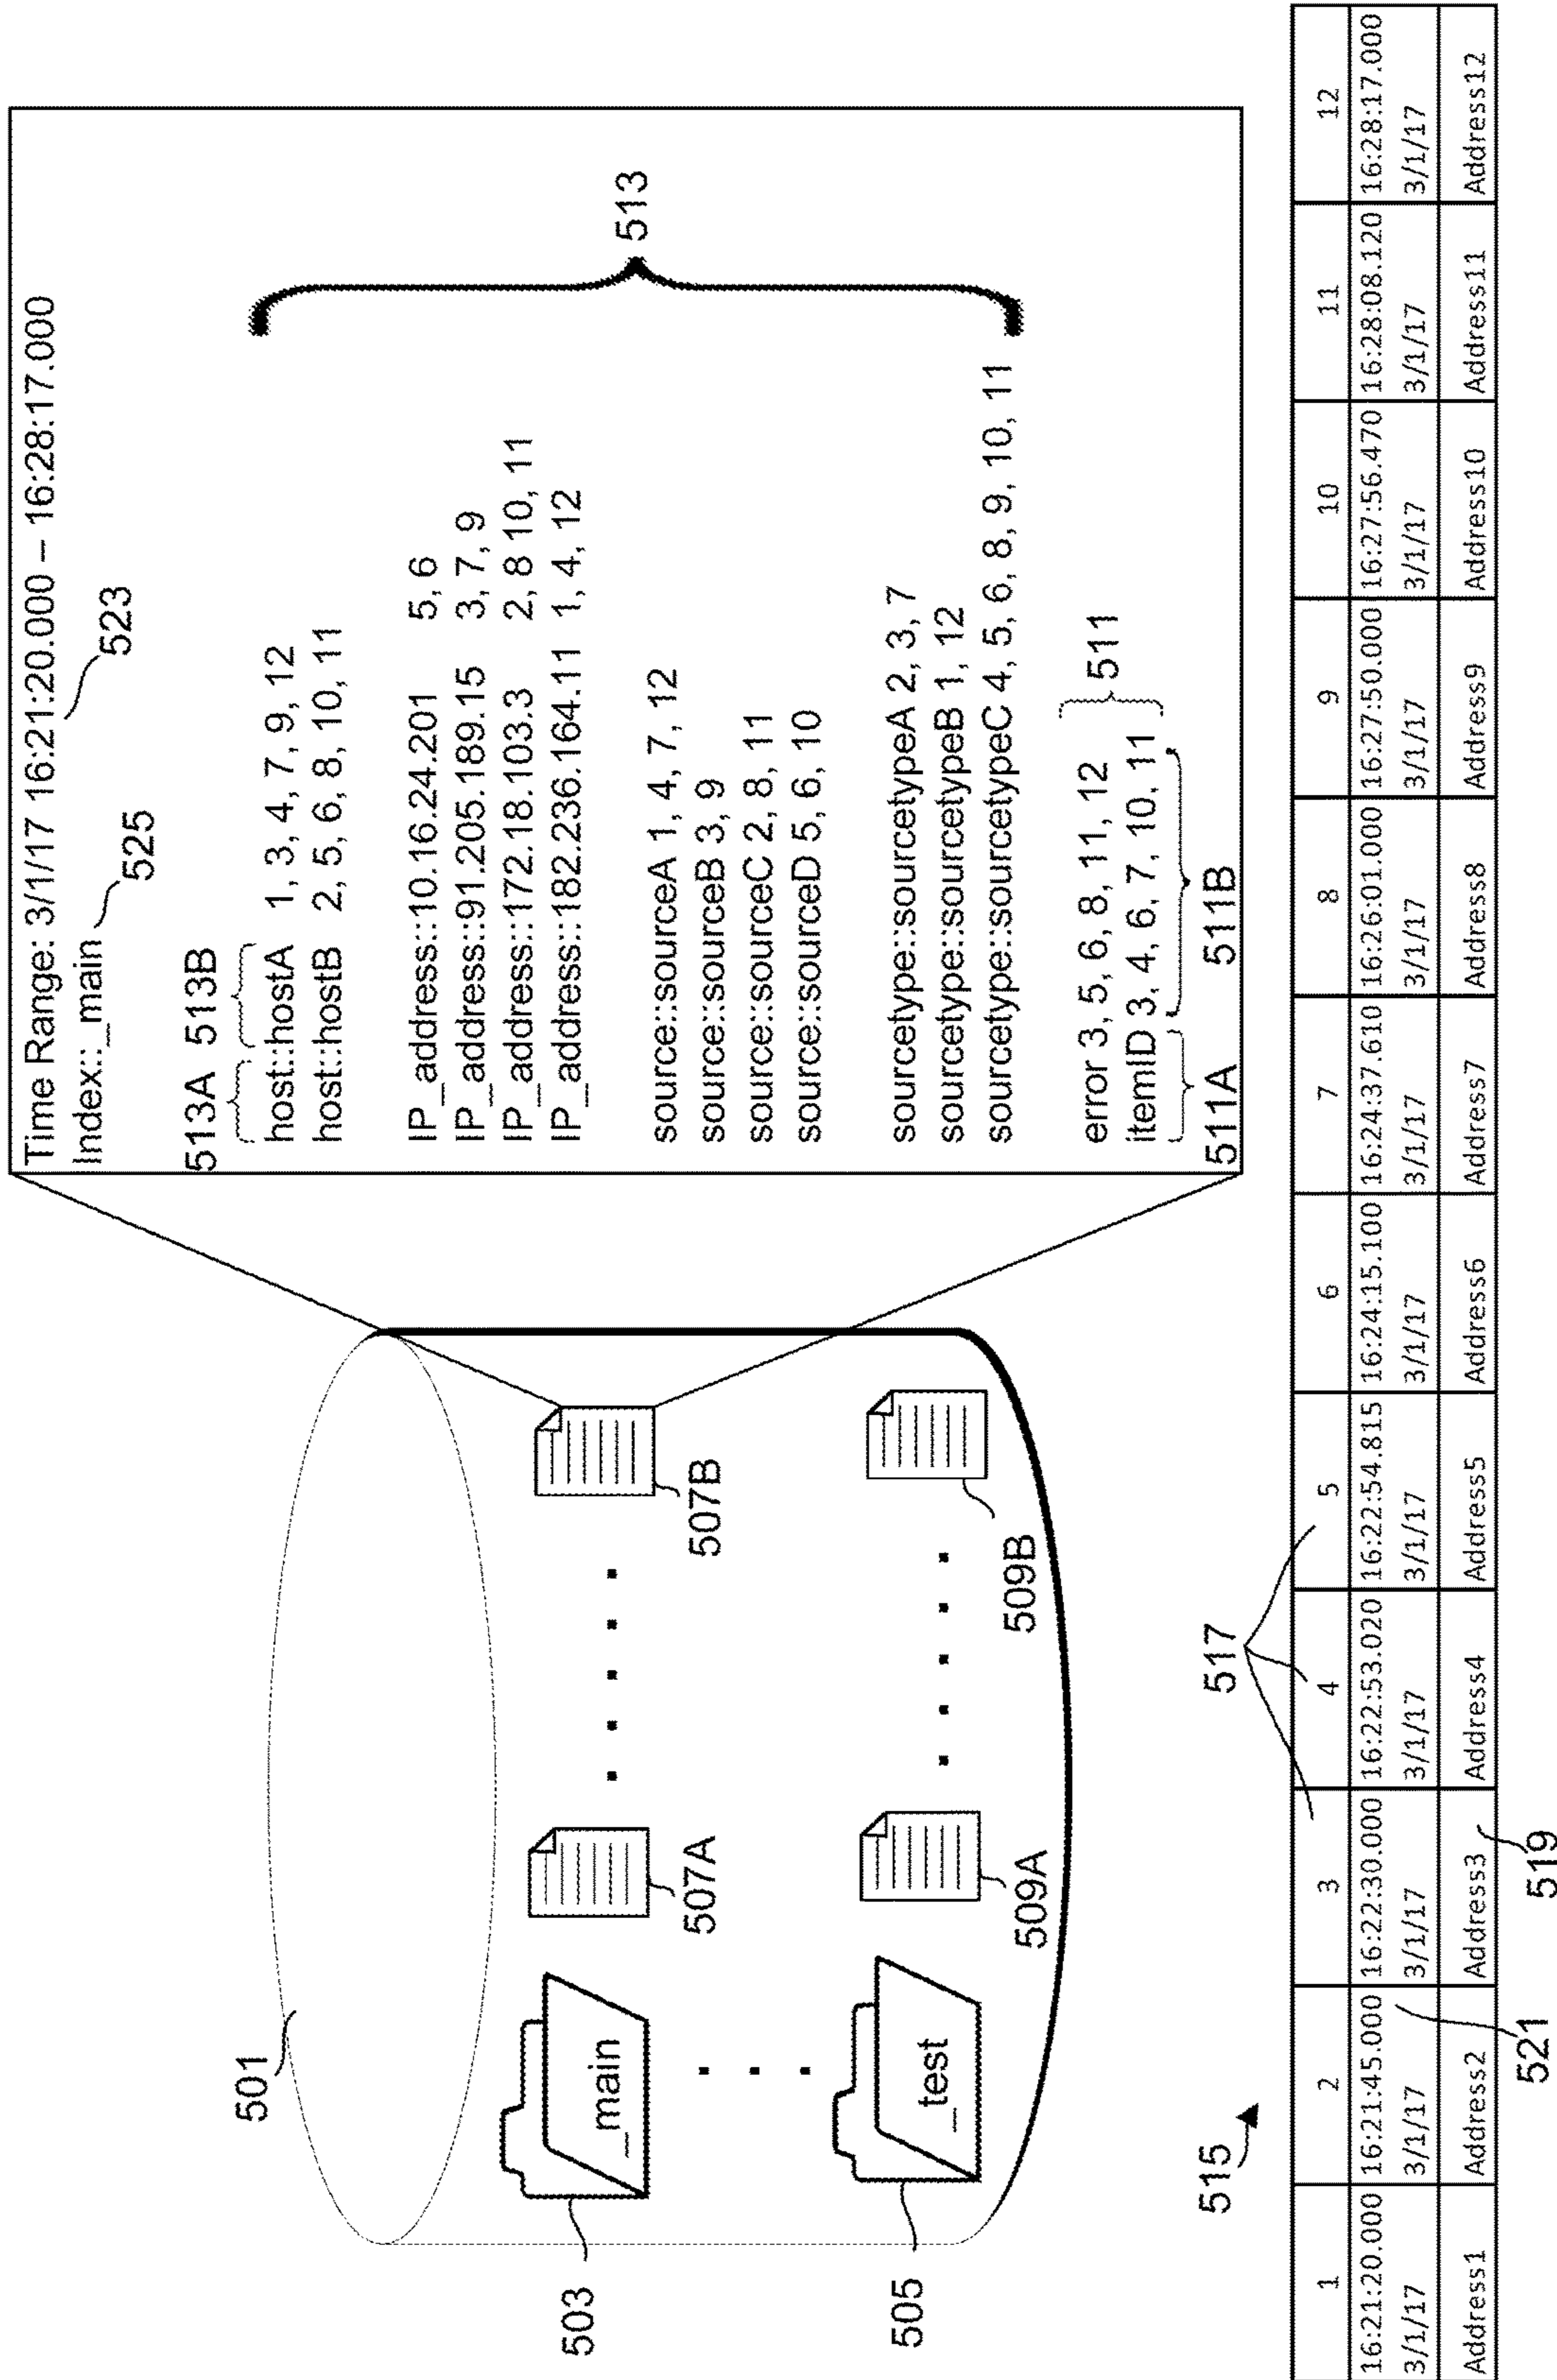 501
503
_main
505
_test
507A
507B
509A
509B
Time Range: 3/1/17 16:21:20.000 – 16:28:17.000
Index::_main
525
523
513A 513B
host::hostA 1, 3, 4, 7, 9, 12
host::hostB 2, 5, 6, 8, 10, 11
IP_address::10.16.24.201 5, 6
IP_address::91.205.189.15 3, 7, 9
IP_address::172.18.103.3 2, 8 10, 11
IP_address::182.236.164.11 1, 4, 12
source::sourceA 1, 4, 7, 12
source::sourceB 3, 9
source::sourceC 2, 8, 11
source::sourceD 5, 6, 10
sourcetype::sourcetypeA 2, 3, 7
sourcetype::sourcetypeB 1, 12
sourcetype::sourcetypeC 4, 5, 6, 8, 9, 10, 11
513
error 3, 5, 6, 8, 11, 12
itemID 3, 4, 6, 7, 10, 11
511
511A 511B
515
517
1 2 3 4 5 6 7 8 9 10 11 12
16:21:20.000 16:21:45.000 16:22:30.000 16:22:53.020 16:22:54.815 16:24:15.100 16:24:37.610 16:26:01.000 16:27:50.000 16:27:56.470 16:28:08.120 16:28:17.000
3/1/17 3/1/17 3/1/17 3/1/17 3/1/17 3/1/17 3/1/17 3/1/17 3/1/17 3/1/17 3/1/17 3/1/17
Address1 Address2 Address3 Address4 Address5 Address6 Address7 Address8 Address9 Address10 Address11 Address12
521
519